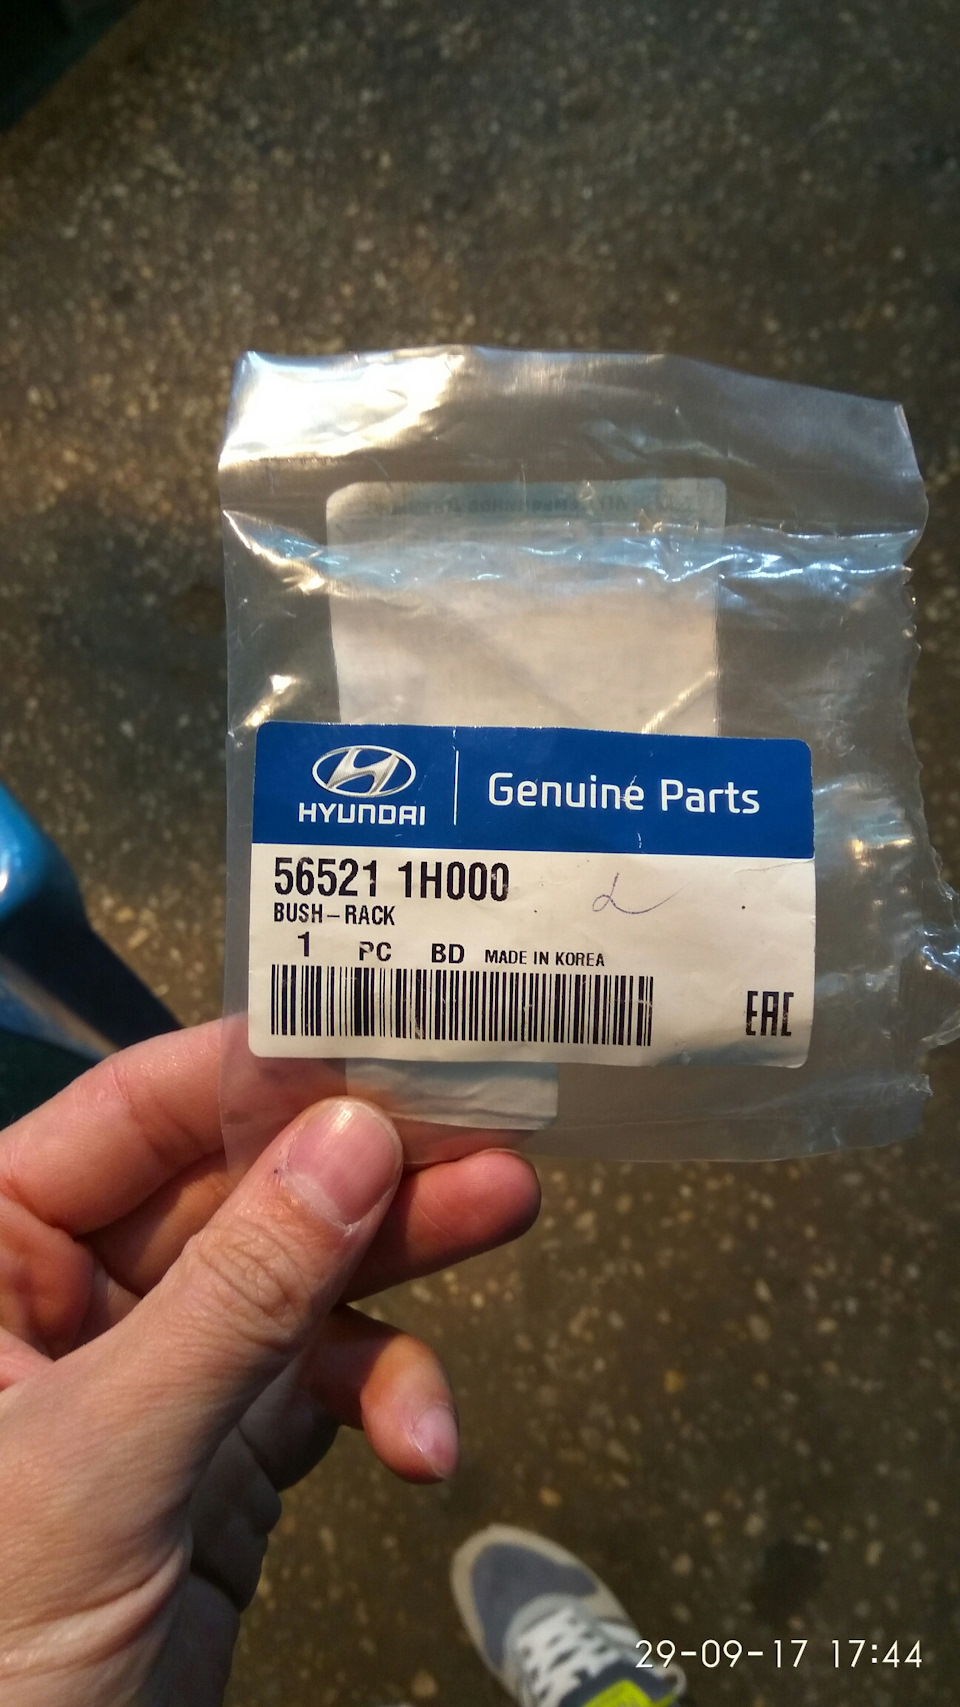 HYUNDAI
Genuine Parts
56521 1H000
BUSH-RACK
1 PC BD MADE IN KOREA
EAC
29-09-17 17:44